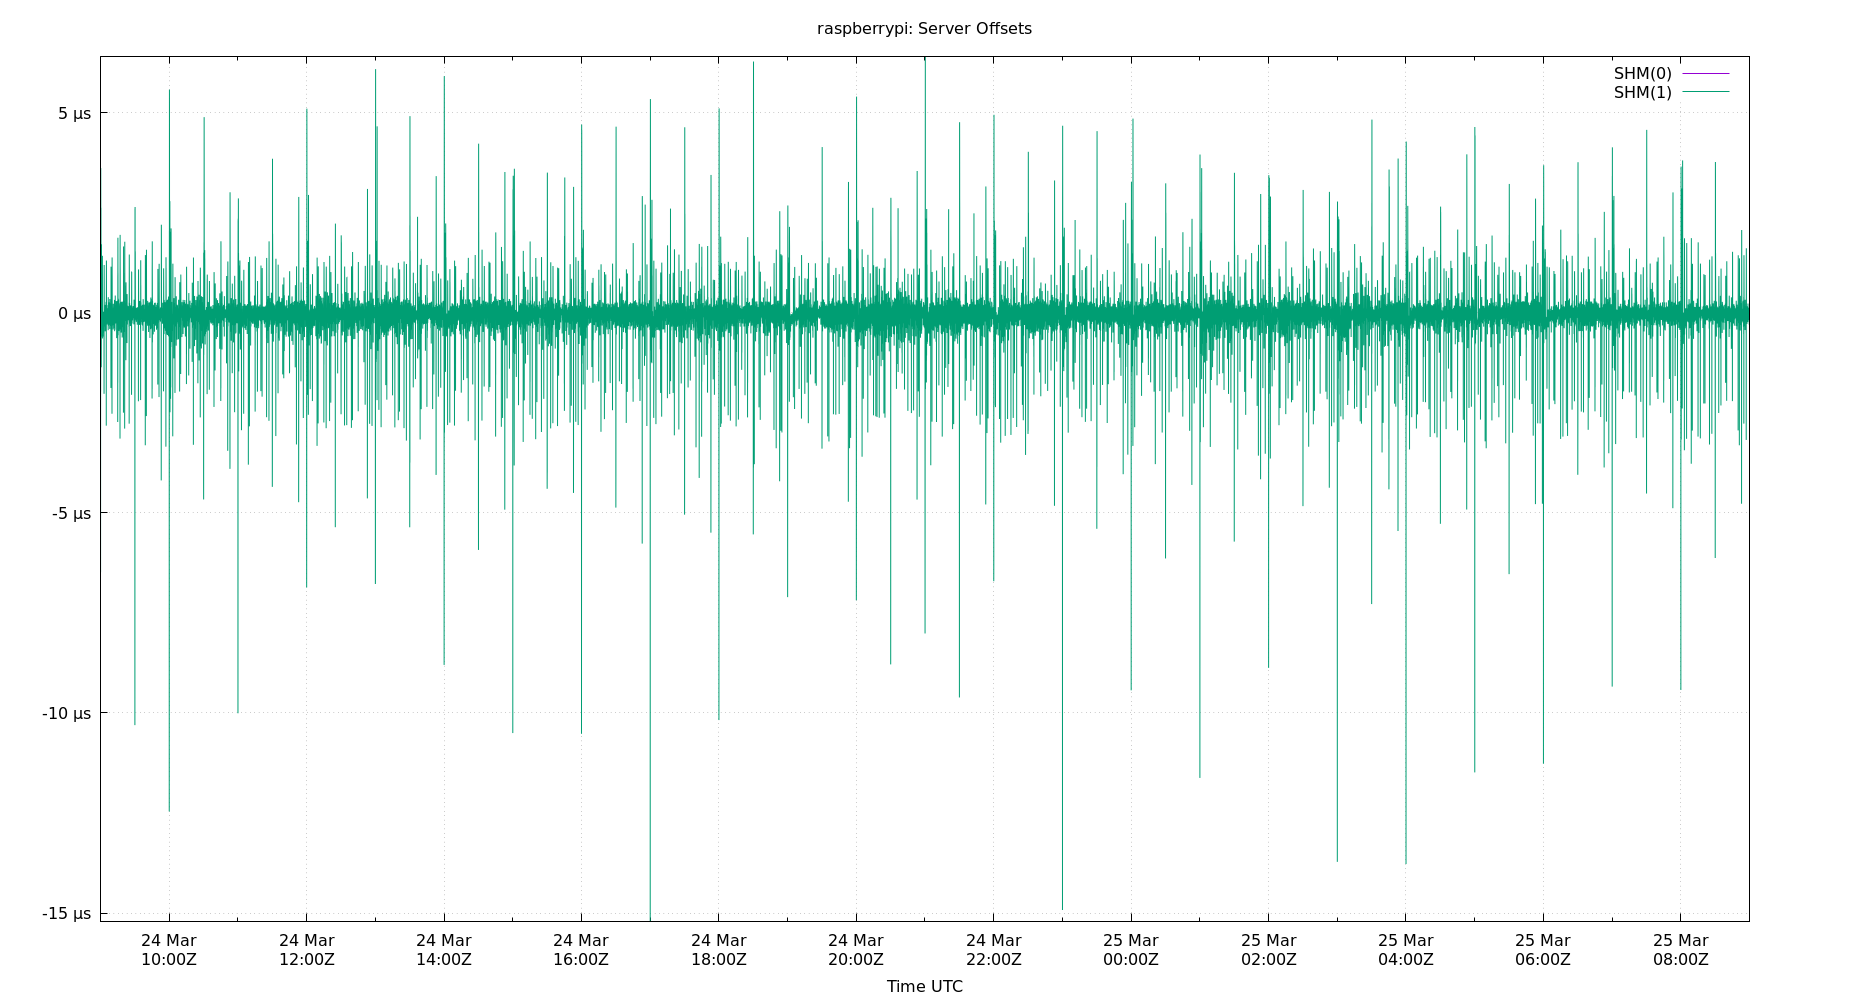 raspberrypi: Server Offsets
SHM(0)
SHM(1)
5 µs
0 µs
-5 µs
-10 µs
-15 µs
24 Mar 24 Mar 24 Mar 24 Mar 24 Mar 24 Mar 24 Mar 25 Mar 25 Mar 25 Mar 25 Mar 25 Mar
10:00Z 12:00Z 14:00Z 16:00Z 18:00Z 20:00Z 22:00Z 00:00Z 02:00Z 04:00Z 06:00Z 08:00Z
Time UTC